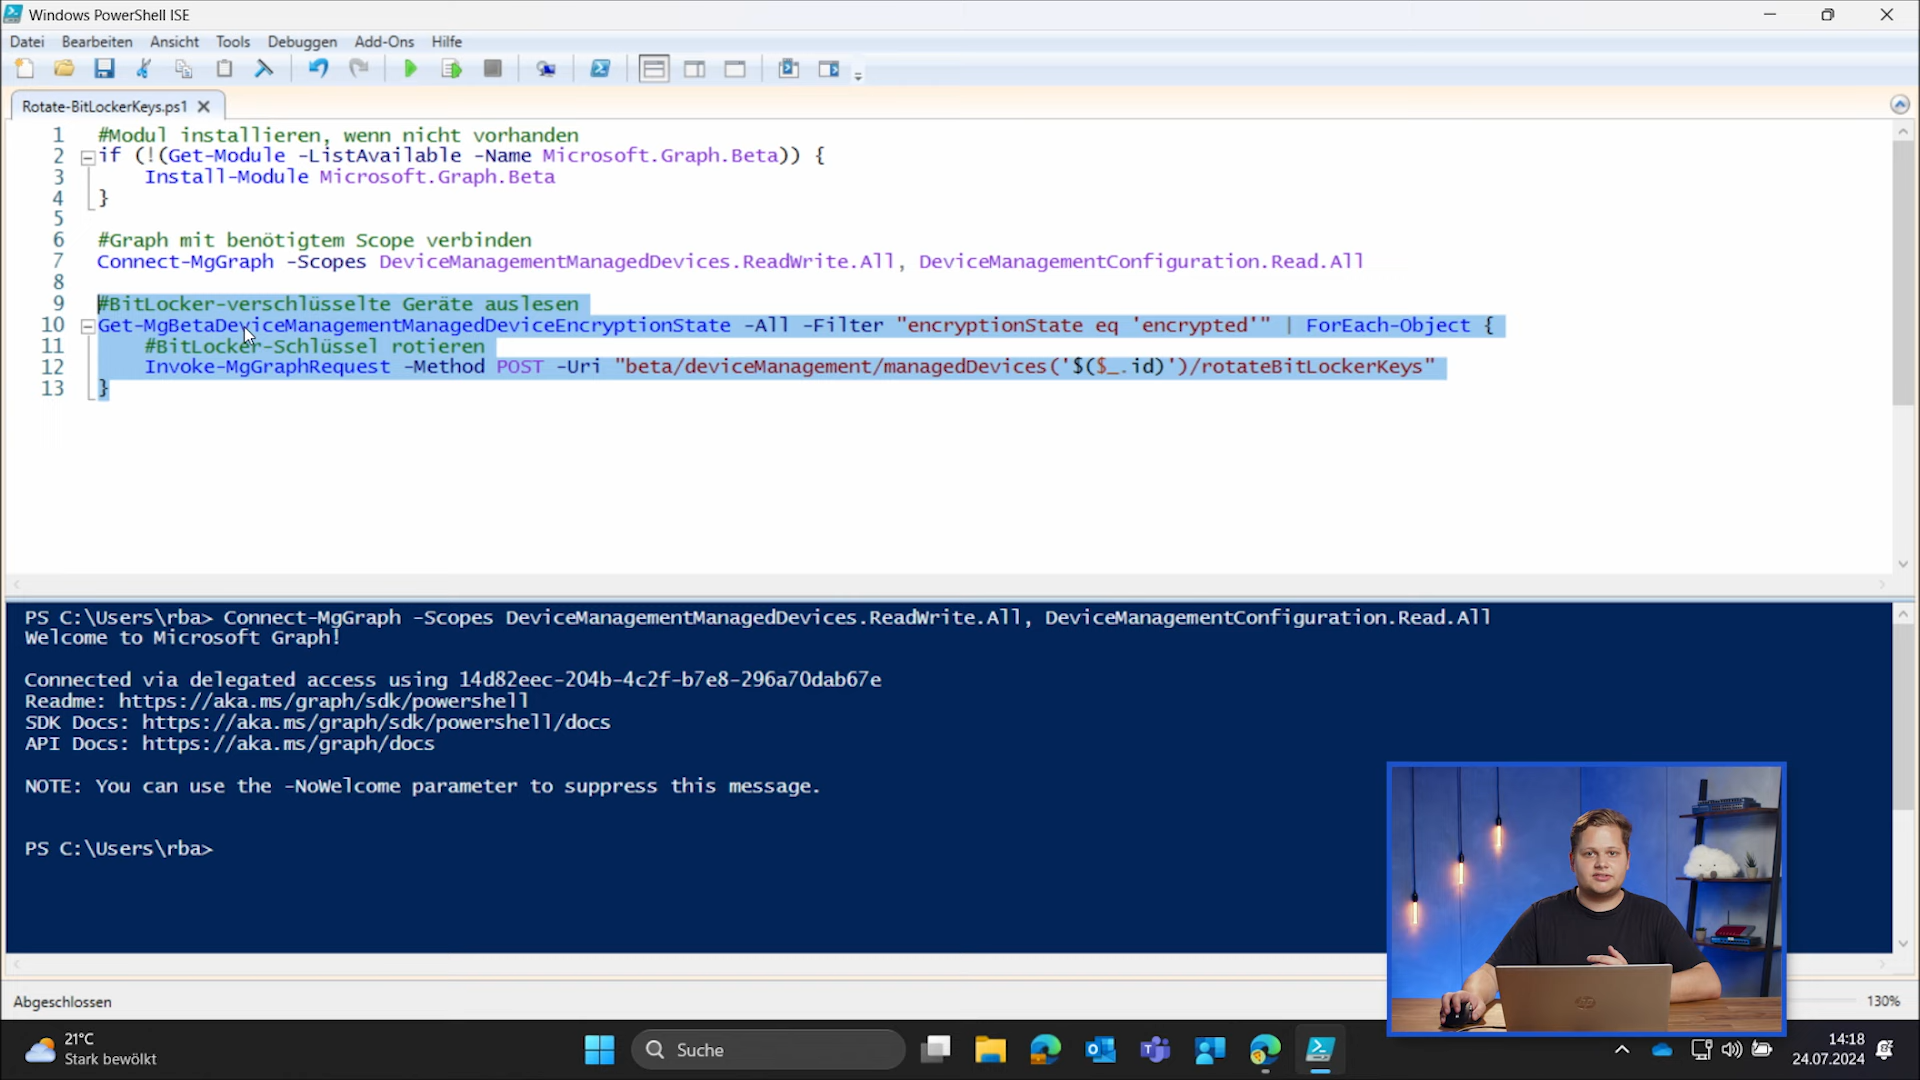 Windows PowerShell ISE
Datei Bearbeiten Ansicht Tools Debuggen Add-Ons Hilfe
Rotate-BitLockerKeys.ps1
1 #Modul installieren, wenn nicht vorhanden
2 if (!(Get-Module -ListAvailable -Name Microsoft.Graph.Beta)) {
3 Install-Module Microsoft.Graph.Beta
4 }
5
6 #Graph mit benötigtem Scope verbinden
7 Connect-MgGraph -Scopes DeviceManagementManagedDevices.ReadWrite.All, DeviceManagementConfiguration.Read.All
8
9 #BitLocker-verschlüsselte Geräte auslesen
10 Get-MgBetaDeviceManagementManagedDeviceEncryptionState -All -Filter "encryptionState eq 'encrypted'" | ForEach-Object {
11 #BitLocker-Schlüssel rotieren
12 Invoke-MgGraphRequest -Method POST -Uri "beta/deviceManagement/managedDevices('$($_.id)')/rotateBitLockerKeys"
13 }
PS C:\Users\rba> Connect-MgGraph -Scopes DeviceManagementManagedDevices.ReadWrite.All, DeviceManagementConfiguration.Read.All
Welcome to Microsoft Graph!
Connected via delegated access using 14d82eec-204b-4c2f-b7e8-296a70dab67e
Readme: https://aka.ms/graph/sdk/powershell
SDK Docs: https://aka.ms/graph/sdk/powershell/docs
API Docs: https://aka.ms/graph/docs
NOTE: You can use the -NoWelcome parameter to suppress this message.
PS C:\Users\rba>
Abgeschlossen
130%
21°C
Stark bewölkt
Suche
14:18
24.07.2024